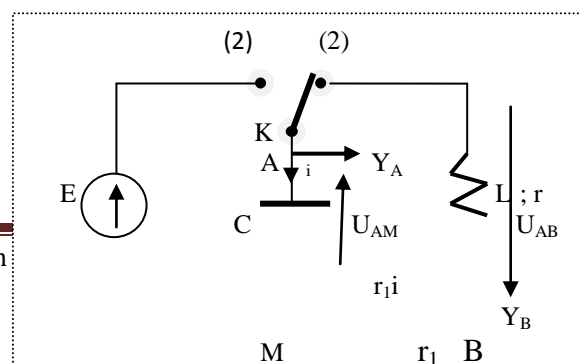 (2) (2)
K
A i Y_A
E L ; r
C U_AM U_AB
n
r_1i
Y_B
M r_1 B